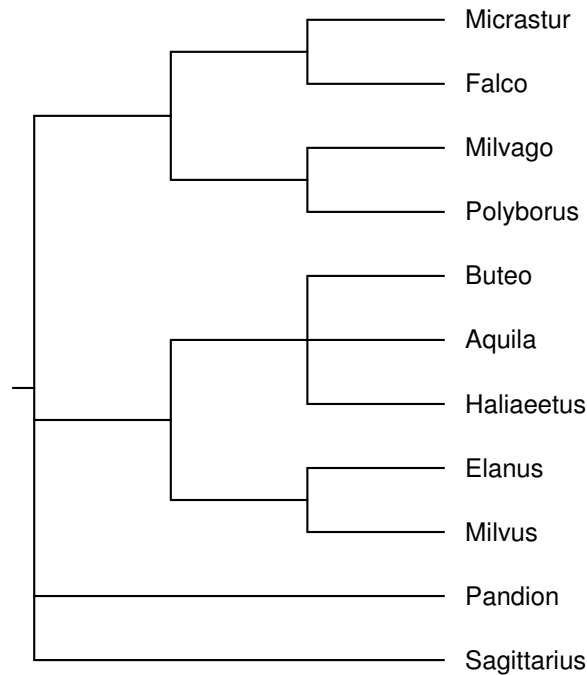 Micrastur
Falco
Milvago
Polyborus
Buteo
Aquila
Haliaeetus
Elanus
Milvus
Pandion
Sagittarius